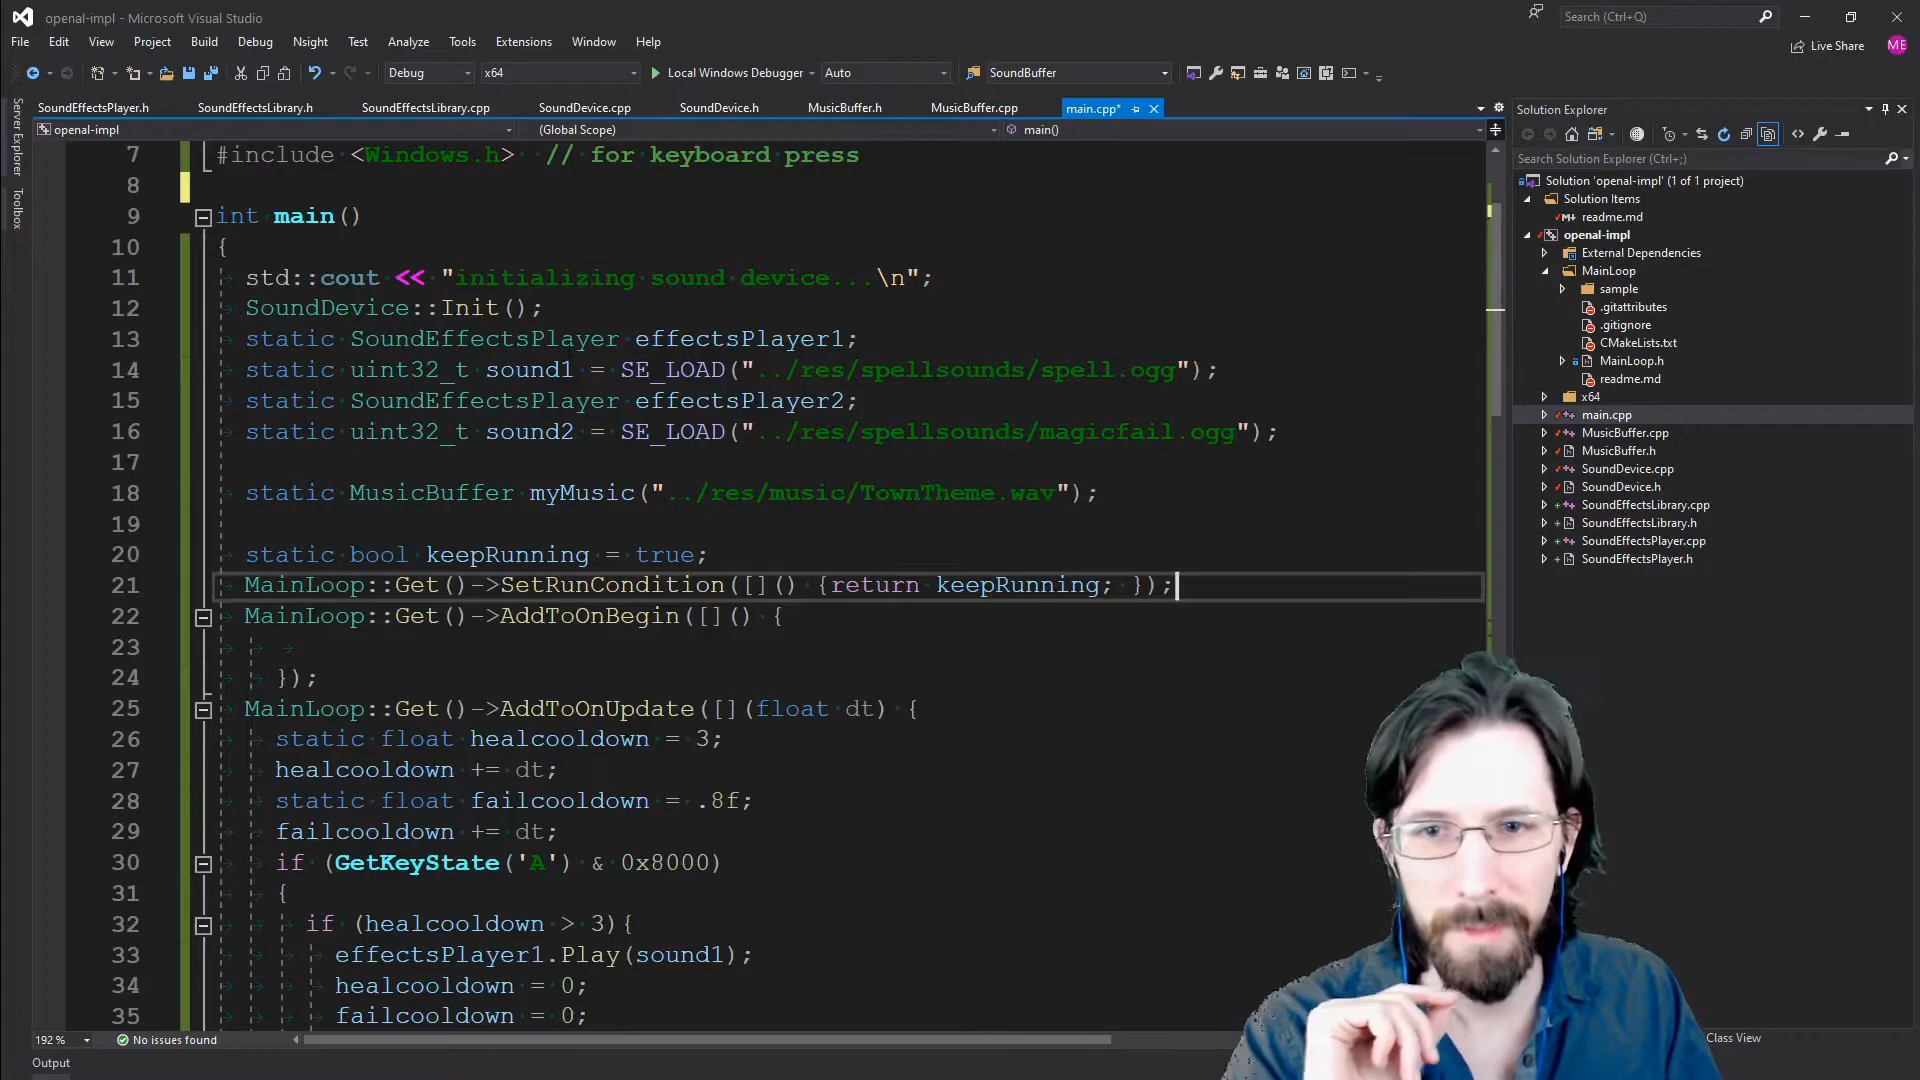 openal-impl - Microsoft Visual Studio
Search (Ctrl+Q)
File Edit View Project Build Debug Nsight Test Analyze Tools Extensions Window Help
Live Share ME
Debug x64 Local Windows Debugger Auto SoundBuffer
SoundEffectsPlayer.h SoundEffectsLibrary.h SoundEffectsLibrary.cpp SoundDevice.cpp SoundDevice.h MusicBuffer.h MusicBuffer.cpp main.cpp*
openal-impl (Global Scope) main()
Server Explorer
Toolbox
7 #include <Windows.h> // for keyboard press
8
9 int main()
10 {
11 std::cout << "initializing sound device...\n";
12 SoundDevice::Init();
13 static SoundEffectsPlayer effectsPlayer1;
14 static uint32_t sound1 = SE_LOAD("../res/spellsounds/spell.ogg");
15 static SoundEffectsPlayer effectsPlayer2;
16 static uint32_t sound2 = SE_LOAD("../res/spellsounds/magicfail.ogg");
17
18 static MusicBuffer myMusic("../res/music/TownTheme.wav");
19
20 static bool keepRunning = true;
21 MainLoop::Get()->SetRunCondition([]() {return keepRunning; });
22 MainLoop::Get()->AddToOnBegin([]() {
23
24 });
25 MainLoop::Get()->AddToOnUpdate([](float dt) {
26 static float healcooldown = 3;
27 healcooldown += dt;
28 static float failcooldown = .8f;
29 failcooldown += dt;
30 if (GetKeyState('A') & 0x8000)
31 {
32 if (healcooldown > 3){
33 effectsPlayer1.Play(sound1);
34 healcooldown = 0;
35 failcooldown = 0;
192 % No issues found
Output
Solution Explorer
Search Solution Explorer (Ctrl+;)
Solution 'openal-impl' (1 of 1 project)
Solution Items
readme.md
openal-impl
External Dependencies
MainLoop
sample
.gitattributes
.gitignore
CMakeLists.txt
MainLoop.h
readme.md
x64
main.cpp
MusicBuffer.cpp
MusicBuffer.h
SoundDevice.cpp
SoundDevice.h
SoundEffectsLibrary.cpp
SoundEffectsLibrary.h
SoundEffectsPlayer.cpp
SoundEffectsPlayer.h
Class View